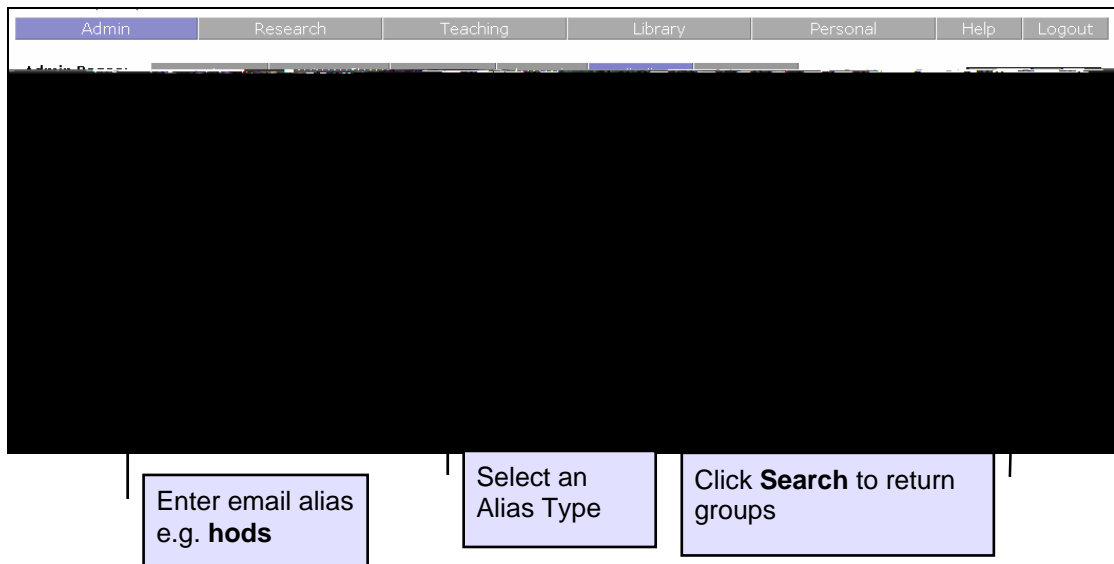 Admin Research Teaching Library Personal Help Logout
Enter email alias
e.g. hods
Select an
Alias Type
Click Search to return
groups